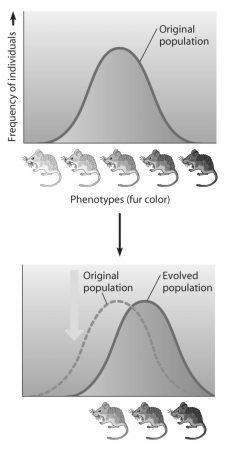 Frequency of individuals
Original
population
Phenotypes (fur color)
Original
population
Evolved
population